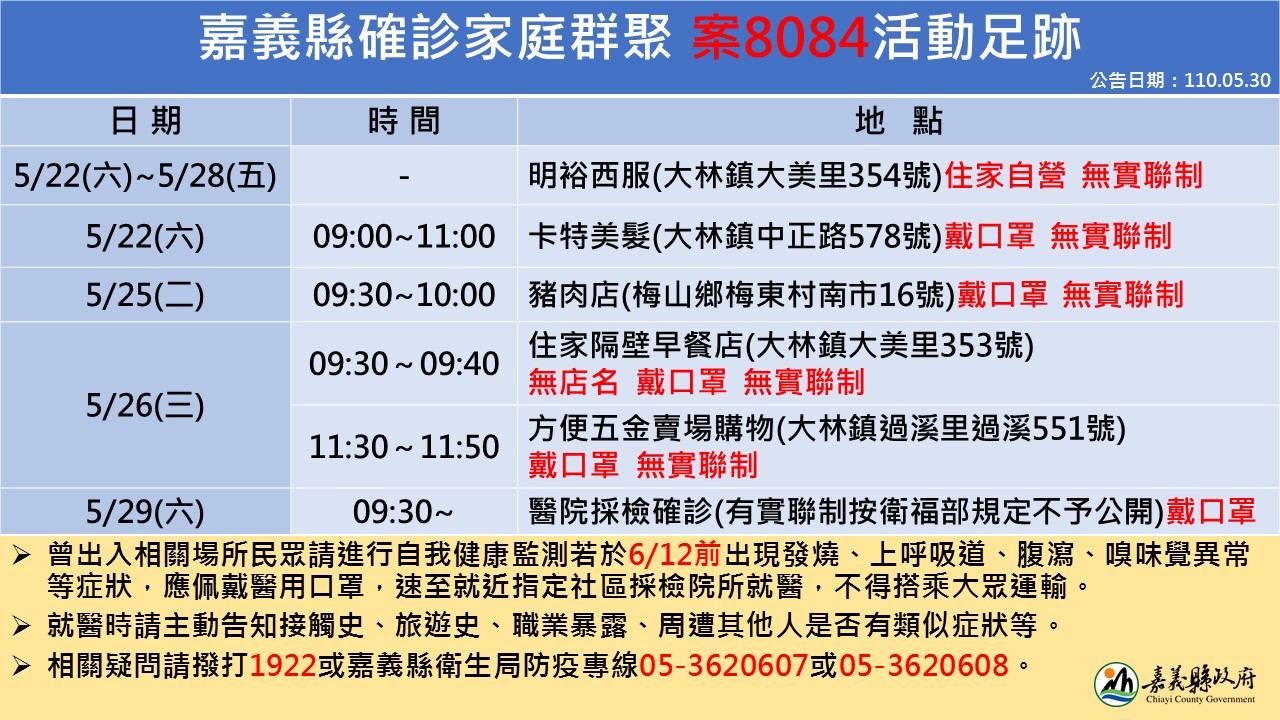 嘉義縣確診家庭群聚 案8084活動足跡
公告日期：110.05.30
日 期 時 間 地 點
5/22(六)~5/28(五) - 明裕西服(大林鎮大美里354號)住家自營 無實聯制
5/22(六) 09:00~11:00 卡特美髮(大林鎮中正路578號)戴口罩 無實聯制
5/25(二) 09:30~10:00 豬肉店(梅山鄉梅東村南市16號)戴口罩 無實聯制
5/26(三) 09:30～09:40 住家隔壁早餐店(大林鎮大美里353號)
無店名 戴口罩 無實聯制
11:30～11:50 方便五金賣場購物(大林鎮過溪里過溪551號)
戴口罩 無實聯制
5/29(六) 09:30~ 醫院採檢確診(有實聯制按衛福部規定不予公開)戴口罩
➢ 曾出入相關場所民眾請進行自我健康監測若於6/12前出現發燒、上呼吸道、腹瀉、嗅味覺異常
等症狀，應佩戴醫用口罩，速至就近指定社區採檢院所就醫，不得搭乘大眾運輸。
➢ 就醫時請主動告知接觸史、旅遊史、職業暴露、周遭其他人是否有類似症狀等。
➢ 相關疑問請撥打1922或嘉義縣衛生局防疫專線05-3620607或05-3620608。
嘉義縣政府
Chiayi County Government